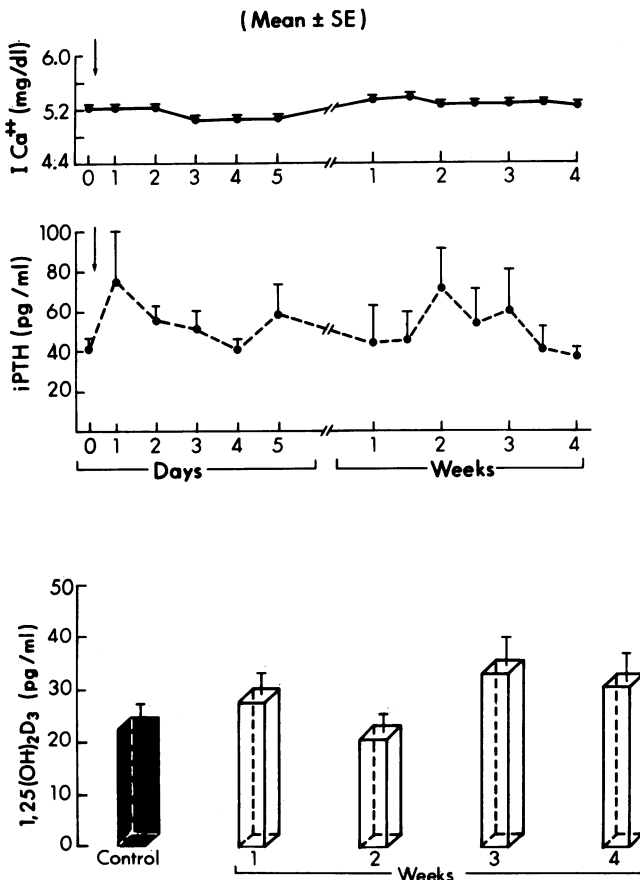 (Mean ± SE)
I Ca++ (mg/dl)
6.0
5.2
4:4
0 1 2 3 4 5 1 2 3 4
iPTH (pg/ml)
100
80
60
40
20
0 1 2 3 4 5 1 2 3 4
Days Weeks
1,25(OH)2D3 (pg/ml)
50
40
30
20
10
0
Control 1 2 3 4
Weeks